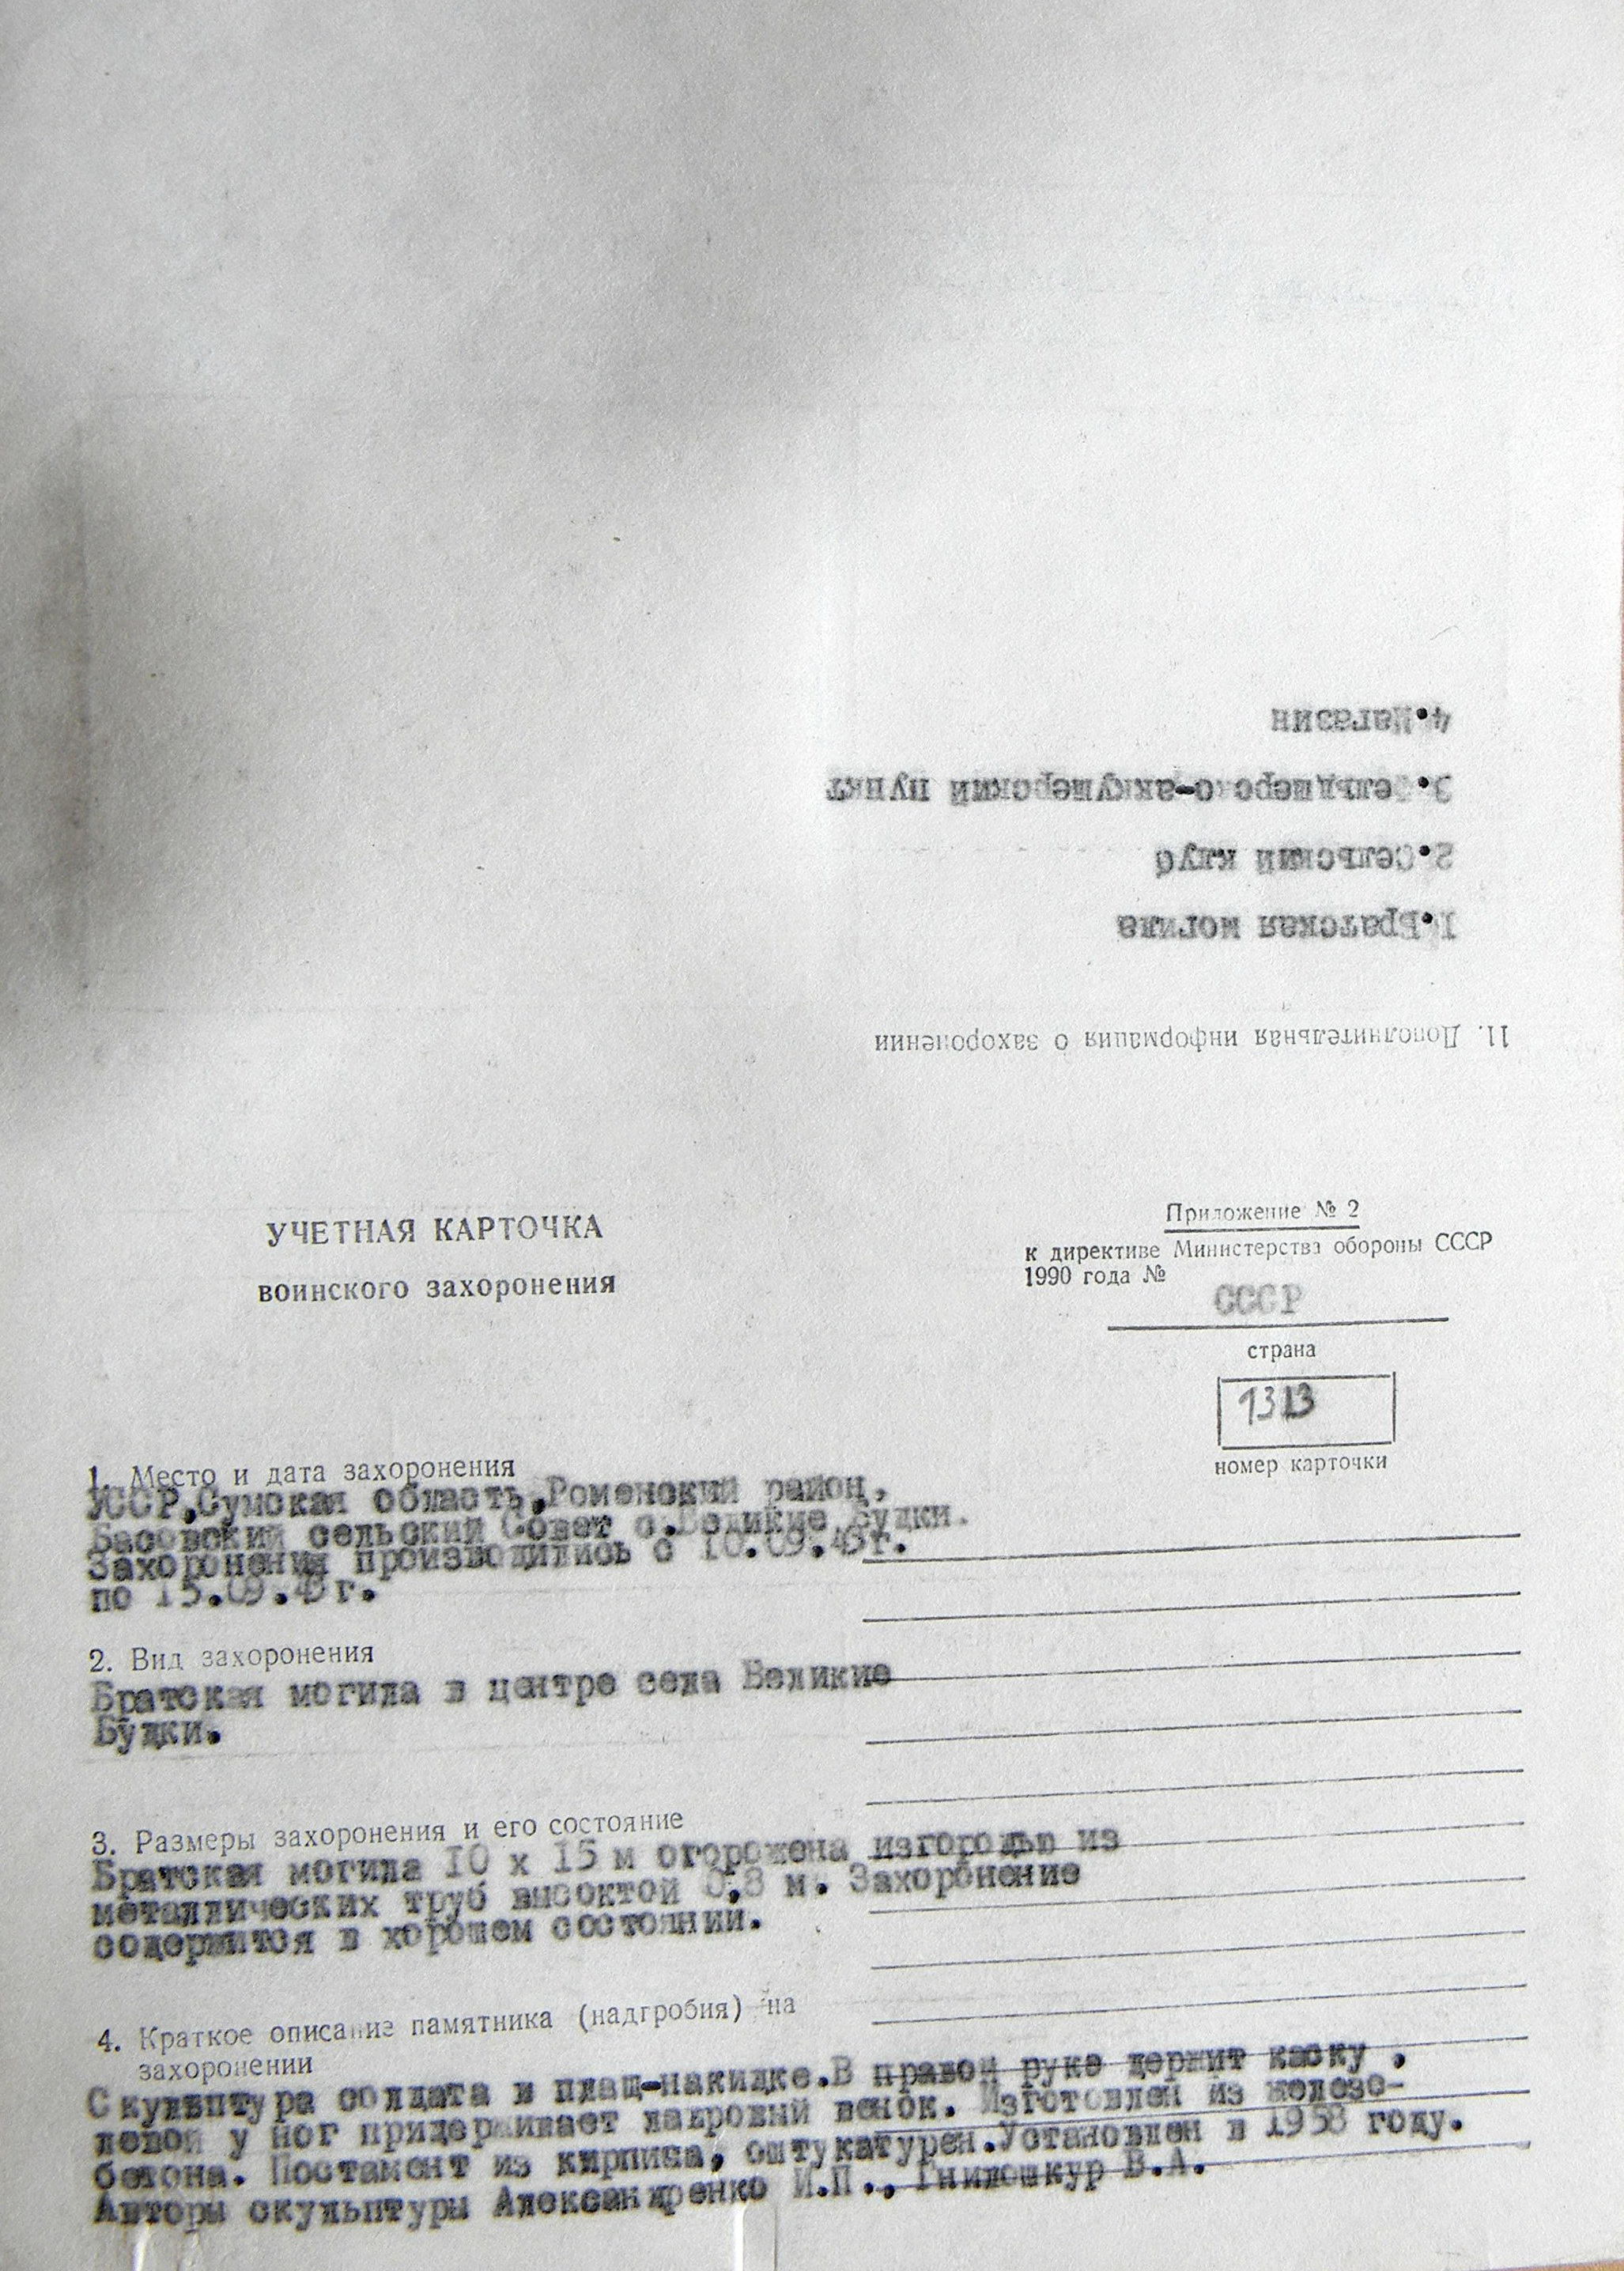 11. Дополнительная информация о захоронении
1.Братская могила
2.Сельский клуб
3. ельдшерско-аккушерский пункт
4.Магазин
УЧЕТНАЯ КАРТОЧКА
воинского захоронения
Приложение № 2
к директиве Министерства обороны СССР
1990 года №
СССР
страна
1313
номер карточки
1. Место и дата захоронения
УССР,Сумская область,Роменский район,
Басовский сельский Совет с.Великие Будки.
Захоронения производились с 10.09.43г.
по 15.09.43г.
2. Вид захоронения
Братская могила в центре села Великие
Будки.
3. Размеры захоронения и его состояние
Братская могила 10 х 15 м огорожена изгородью из
металлических труб высоктой 0,8 м. Захоронение
содержится в хорошем состоянии.
4. Краткое описание памятника (надгробия) на
захоронении
Скульптура солдата в плащ-накидке.В правой руке держит каску ,
левой у ног придерживает лавровый венок. Изготовлен из железо-
бетона. Постамент из кирпича, оштукатурен.Установлен в 1958 году.
Авторы скульптуры Александренко И.П., Гнилошкур В.А.